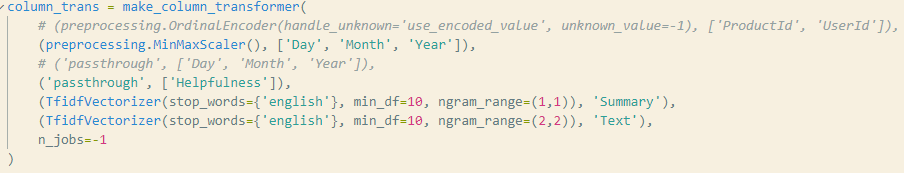 column_trans = make_column_transformer(
    # (preprocessing.OrdinalEncoder(handle_unknown='use_encoded_value', unknown_value=-1), ['ProductId', 'UserId']),
    (preprocessing.MinMaxScaler(), ['Day', 'Month', 'Year']),
    # ('passthrough', ['Day', 'Month', 'Year']),
    ('passthrough', ['Helpfulness']),
    (TfidfVectorizer(stop_words={'english'}, min_df=10, ngram_range=(1,1)), 'Summary'),
    (TfidfVectorizer(stop_words={'english'}, min_df=10, ngram_range=(2,2)), 'Text'),
    n_jobs=-1
)